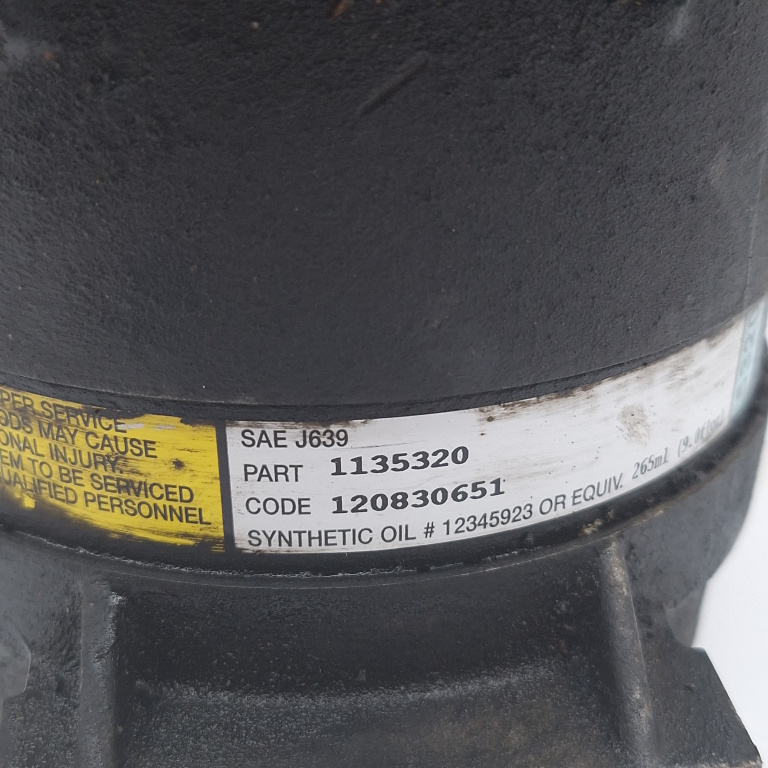 PER SERVICE
ODS MAY CAUSE
ONAL INJURY.
EM TO BE SERVICED
UALIFIED PERSONNEL
SAE J639
PART 1135320
CODE 120830651
SYNTHETIC OIL # 12345923 OR EQUIV. 265ml